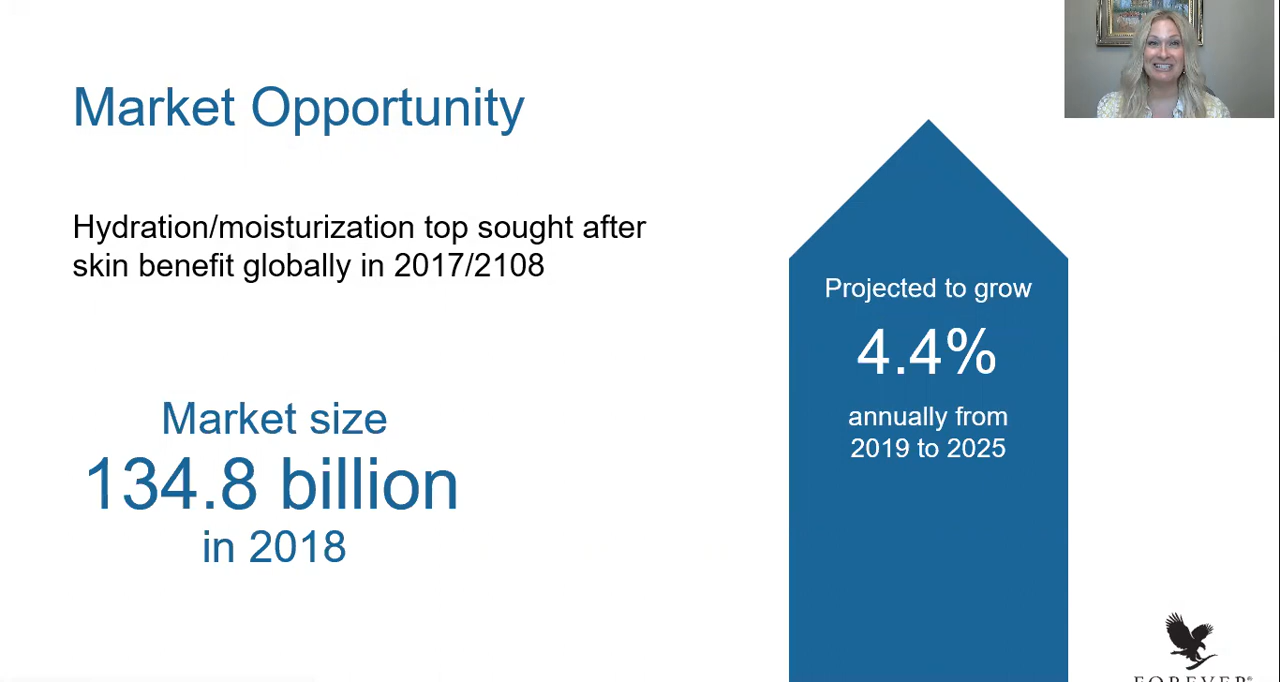 Market Opportunity
Hydration/moisturization top sought after
skin benefit globally in 2017/2108
Market size
134.8 billion
in 2018
Projected to grow
4.4%
annually from
2019 to 2025
FOREVER®